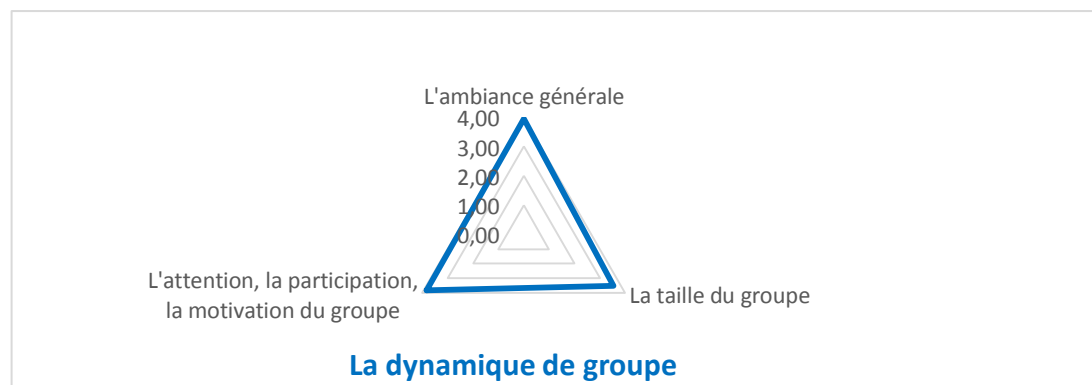 L'ambiance générale
4,00
3,00
2,00
1,00
0,00
L'attention, la participation,
la motivation du groupe
La taille du groupe
La dynamique de groupe